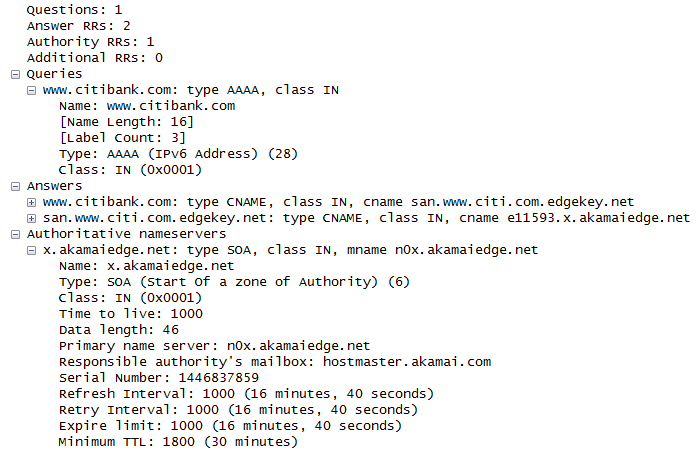 Questions: 1
Answer RRs: 2
Authority RRs: 1
Additional RRs: 0
Queries
www.citibank.com: type AAAA, class IN
Name: www.citibank.com
[Name Length: 16]
[Label Count: 3]
Type: AAAA (IPv6 Address) (28)
Class: IN (0x0001)
Answers
www.citibank.com: type CNAME, class IN, cname san.www.citi.com.edgekey.net
san.www.citi.com.edgekey.net: type CNAME, class IN, cname e11593.x.akamaiedge.net
Authoritative nameservers
x.akamaiedge.net: type SOA, class IN, mname n0x.akamaiedge.net
Name: x.akamaiedge.net
Type: SOA (Start Of a zone of Authority) (6)
Class: IN (0x0001)
Time to live: 1000
Data length: 46
Primary name server: n0x.akamaiedge.net
Responsible authority's mailbox: hostmaster.akamai.com
Serial Number: 1446837859
Refresh Interval: 1000 (16 minutes, 40 seconds)
Retry Interval: 1000 (16 minutes, 40 seconds)
Expire limit: 1000 (16 minutes, 40 seconds)
Minimum TTL: 1800 (30 minutes)